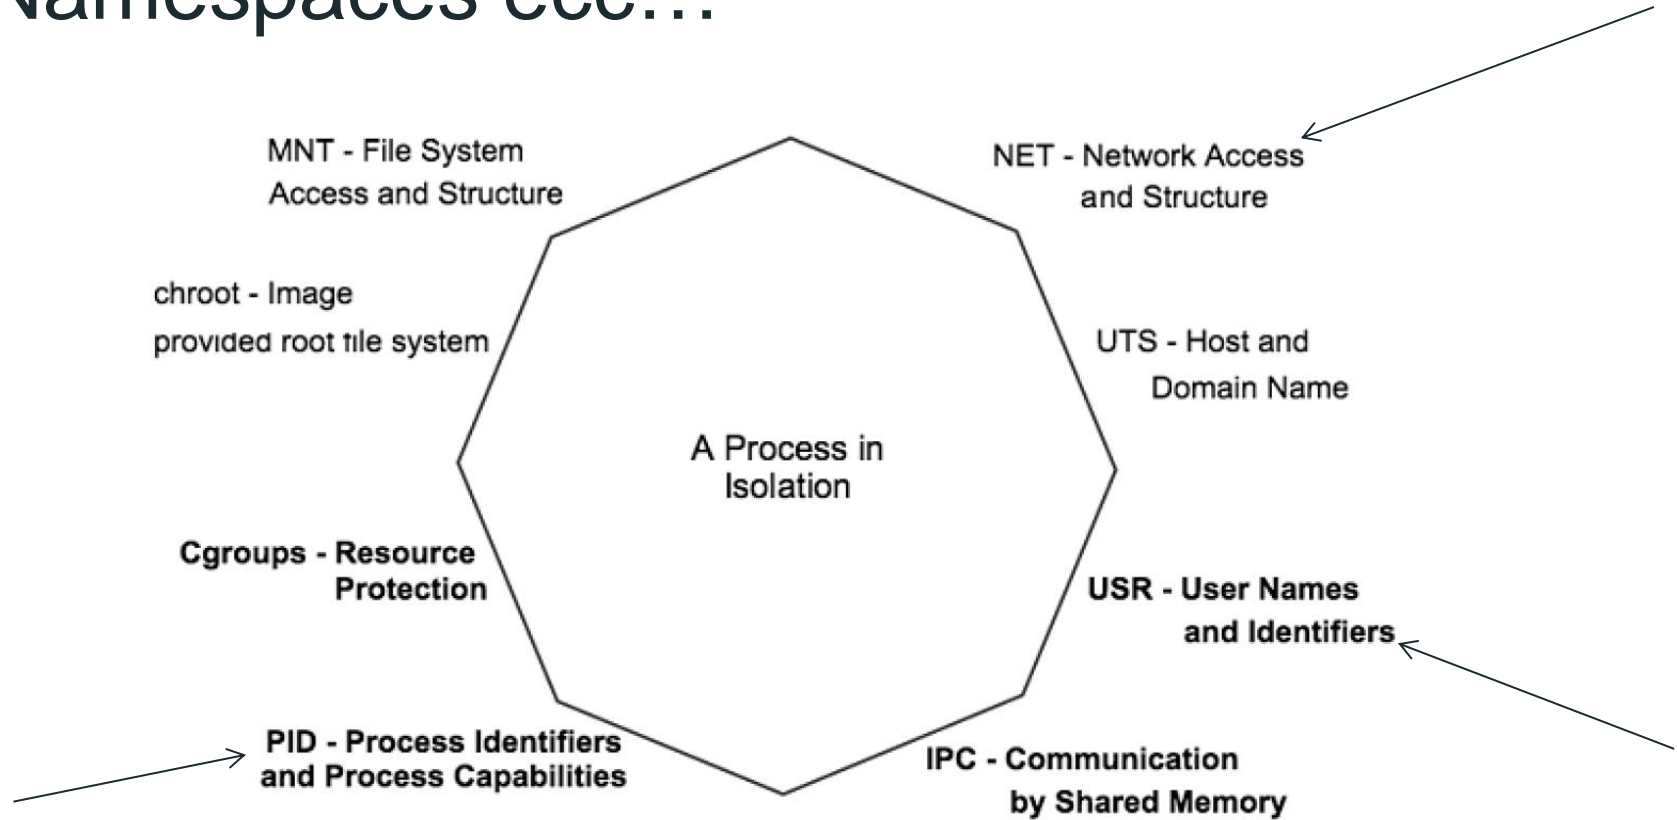 Namespaces ecc...
MNT - File System
Access and Structure
NET - Network Access
and Structure
chroot - Image
provided root file system
UTS - Host and
Domain Name
A Process in
Isolation
Cgroups - Resource
Protection
USR - User Names
and Identifiers
PID - Process Identifiers
and Process Capabilities
IPC - Communication
by Shared Memory